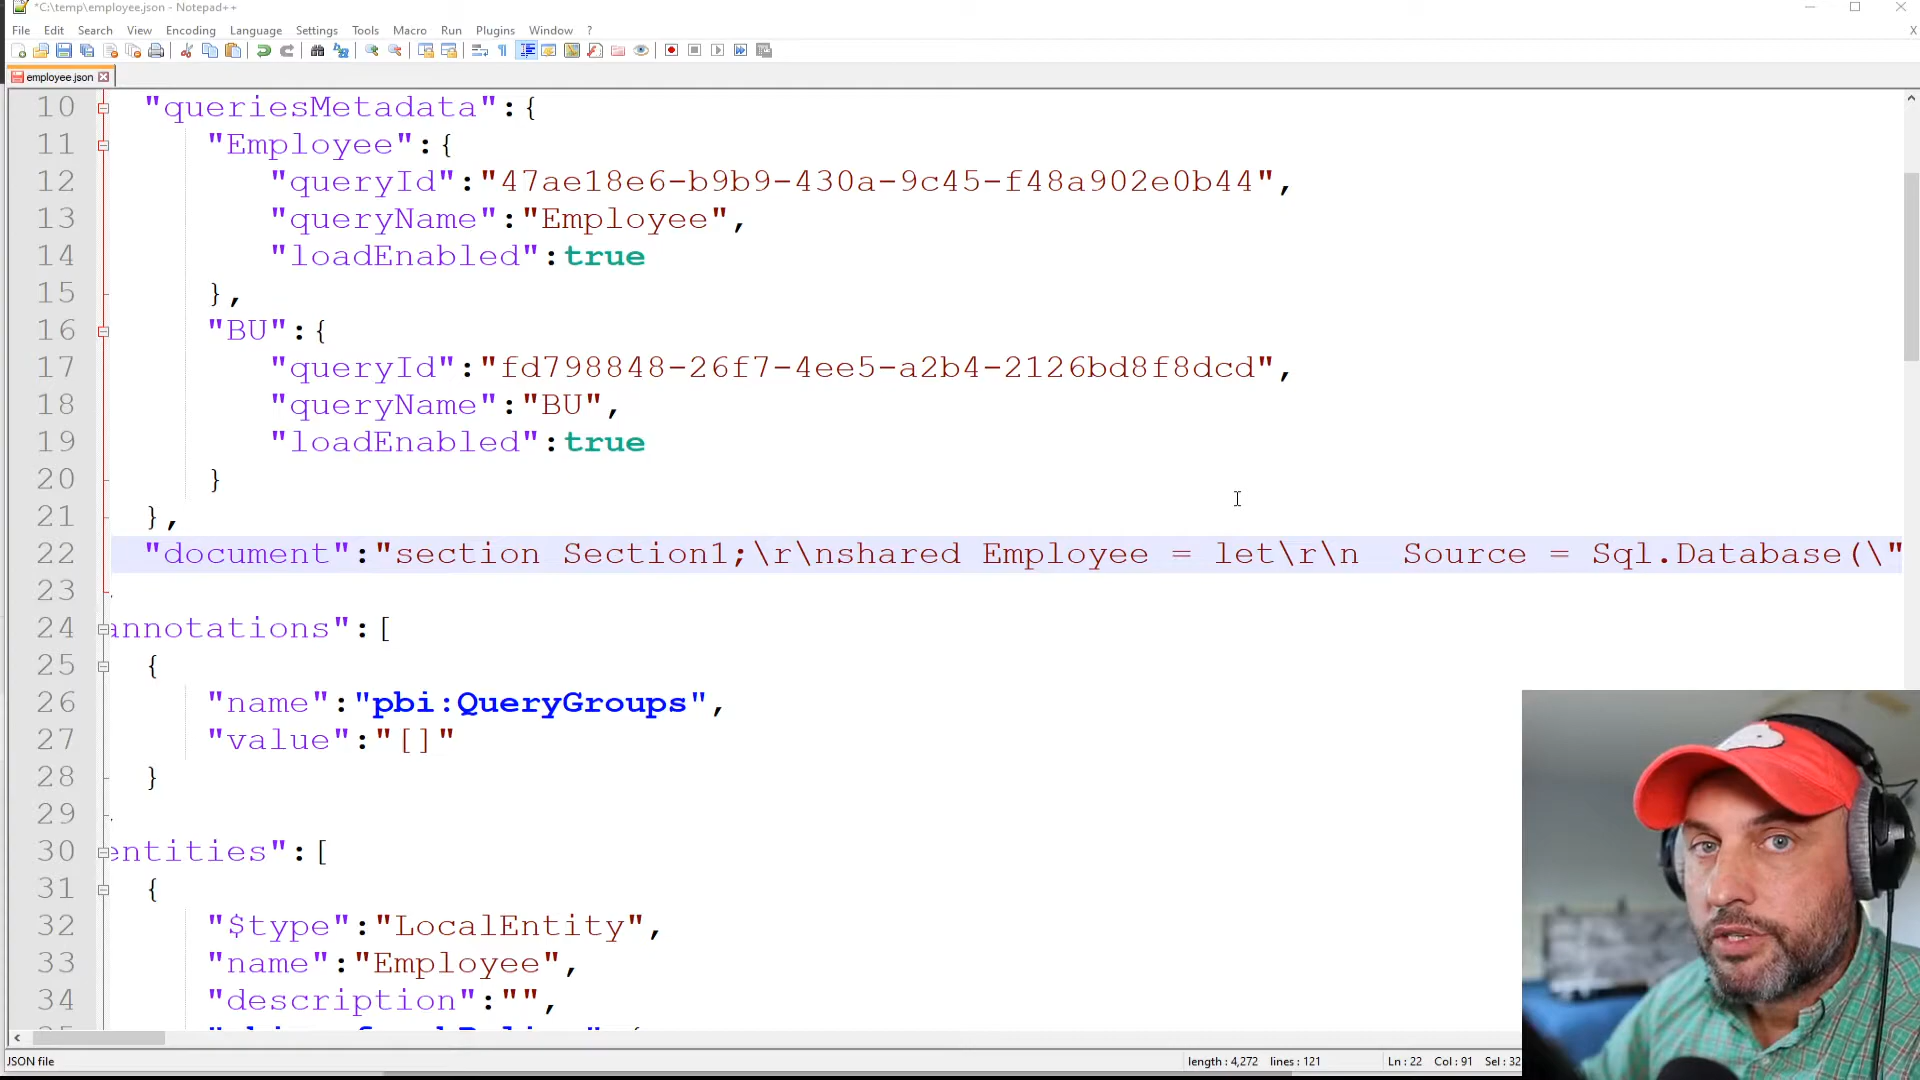 *C:\temp\employee.json - Notepad++
File Edit Search View Encoding Language Settings Tools Macro Run Plugins Window ?
X
employee.json
10 "queriesMetadata":{
11 "Employee":{
12 "queryId":"47ae18e6-b9b9-430a-9c45-f48a902e0b44",
13 "queryName":"Employee",
14 "loadEnabled":true
15 },
16 "BU":{
17 "queryId":"fd798848-26f7-4ee5-a2b4-2126bd8f8dcd",
18 "queryName":"BU",
19 "loadEnabled":true
20 }
21 },
22 "document":"section Section1;\r\nshared Employee = let\r\n  Source = Sql.Database(\"
23
24 annotations":[
25 {
26 "name":"pbi:QueryGroups",
27 "value":"[]"
28 }
29
30 entities":[
31 {
32 "$type":"LocalEntity",
33 "name":"Employee",
34 "description":"",
JSON file length : 4,272 lines : 121 Ln : 22 Col : 91 Sel : 32